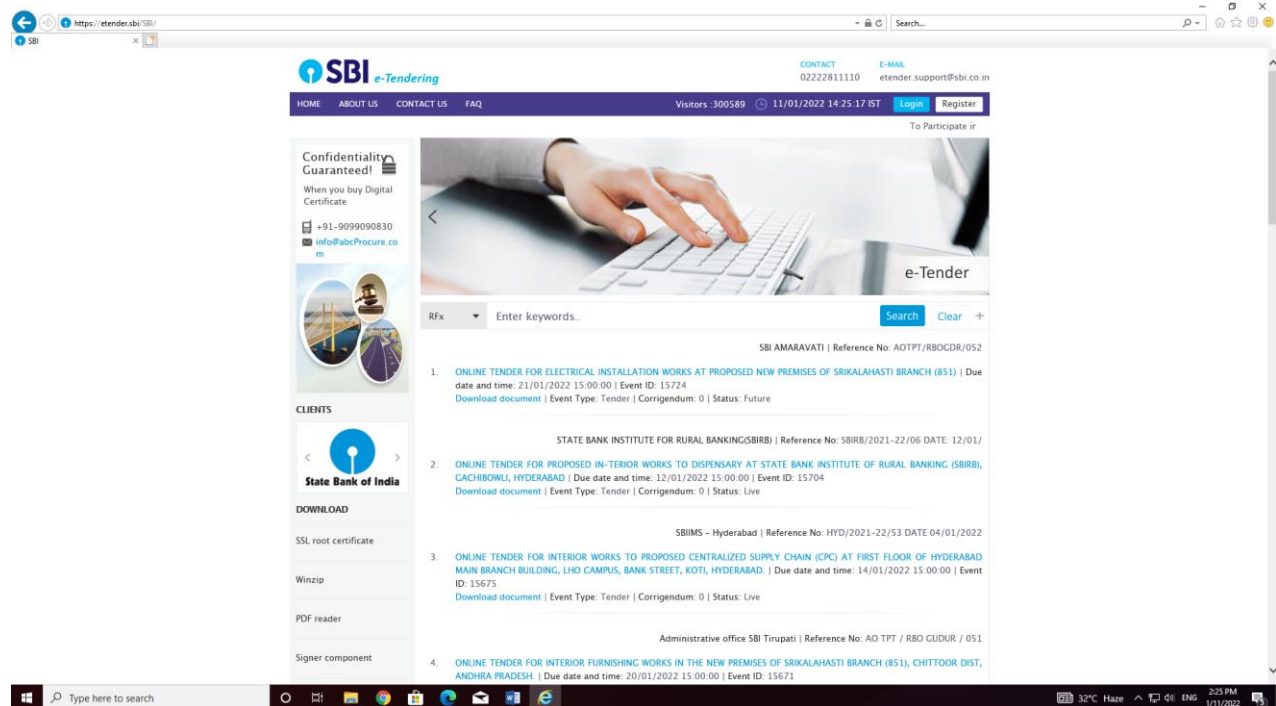 https://etender.sbi/SBI/
Search...
SBI
SBI e-Tendering
CONTACT
E-MAIL
02222811110
etender.support@sbi.co.in
HOME ABOUT US CONTACT US FAQ
Visitors :300589 11/01/2022 14:25:17 IST Login Register
To Participate ir
Confidentiality
Guaranteed!
When you buy Digital
Certificate
+91-9099090830
info@abcProcure.co
m
CLIENTS
State Bank of India
DOWNLOAD
SSL root certificate
Winzip
PDF reader
Signer component
e-Tender
RFx Enter keywords.. Search Clear +
SBI AMARAVATI | Reference No: AOTPT/RBOGDR/052
1. ONLINE TENDER FOR ELECTRICAL INSTALLATION WORKS AT PROPOSED NEW PREMISES OF SRIKALAHASTI BRANCH (851) | Due
date and time: 21/01/2022 15:00:00 | Event ID: 15724
Download document | Event Type: Tender | Corrigendum: 0 | Status: Future
STATE BANK INSTITUTE FOR RURAL BANKING(SBIRB) | Reference No: SBIRB/2021-22/06 DATE: 12/01/
2. ONLINE TENDER FOR PROPOSED IN-TERIOR WORKS TO DISPENSARY AT STATE BANK INSTITUTE OF RURAL BANKING (SBIRB),
GACHIBOWLI, HYDERABAD | Due date and time: 12/01/2022 15:00:00 | Event ID: 15704
Download document | Event Type: Tender | Corrigendum: 0 | Status: Live
SBIIMS - Hyderabad | Reference No: HYD/2021-22/53 DATE 04/01/2022
3. ONLINE TENDER FOR INTERIOR WORKS TO PROPOSED CENTRALIZED SUPPLY CHAIN (CPC) AT FIRST FLOOR OF HYDERABAD
MAIN BRANCH BUILDING, LHO CAMPUS, BANK STREET, KOTI, HYDERABAD. | Due date and time: 14/01/2022 15:00:00 | Event
ID: 15675
Download document | Event Type: Tender | Corrigendum: 0 | Status: Live
Administrative office SBI Tirupati | Reference No: AO TPT / RBO GUDUR / 051
4. ONLINE TENDER FOR INTERIOR FURNISHING WORKS IN THE NEW PREMISES OF SRIKALAHASTI BRANCH (851), CHITTOOR DIST,
ANDHRA PRADESH. | Due date and time: 20/01/2022 15:00:00 | Event ID: 15671
Type here to search
32°C Haze ENG
2:25 PM
1/11/2022